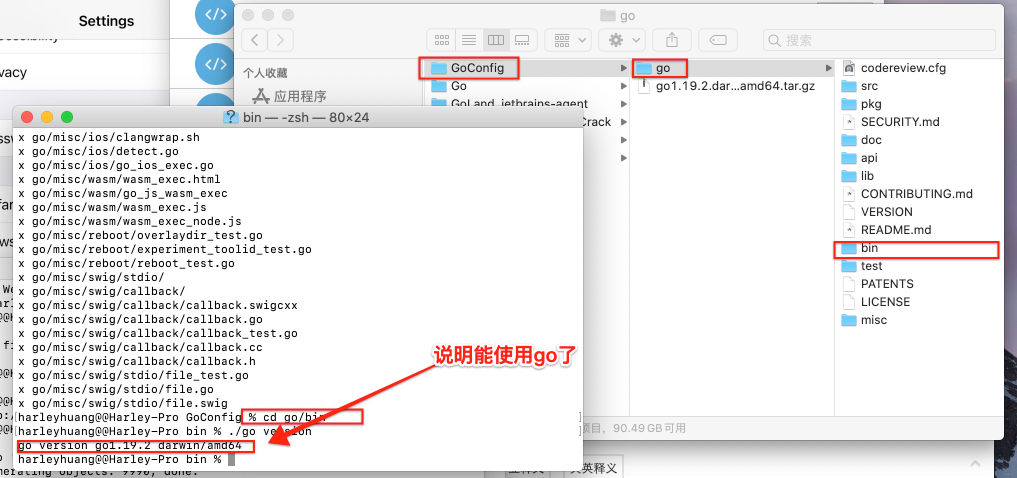 Settings
vacy
</>
</>
go
搜索
个人收藏
应用程序
GoConfig
Go
GoLand_jetbrains-agent
Crack
go
go1.19.2.dar...amd64.tar.gz
codereview.cfg
src
pkg
SECURITY.md
doc
api
lib
CONTRIBUTING.md
VERSION
README.md
bin
test
PATENTS
LICENSE
misc
项目，90.49 GB 可用
bin — -zsh — 80×24
x go/misc/ios/clangwrap.sh
x go/misc/ios/detect.go
x go/misc/ios/go_ios_exec.go
x go/misc/wasm/wasm_exec.html
x go/misc/wasm/go_js_wasm_exec
x go/misc/wasm/wasm_exec.js
x go/misc/wasm/wasm_exec_node.js
x go/misc/reboot/overlaydir_test.go
x go/misc/reboot/experiment_toolid_test.go
x go/misc/reboot/reboot_test.go
x go/misc/swig/stdio/
x go/misc/swig/callback/
x go/misc/swig/callback/callback.swigcxx
x go/misc/swig/callback/callback.go
x go/misc/swig/callback/callback_test.go
x go/misc/swig/callback/callback.cc
x go/misc/swig/callback/callback.h
x go/misc/swig/stdio/file_test.go
x go/misc/swig/stdio/file.go
x go/misc/swig/stdio/file.swig
[harleyhuang@@Harley-Pro GoConfig % cd go/bin ]
[harleyhuang@@Harley-Pro bin % ./go version ]
go version go1.19.2 darwin/amd64
harleyhuang@@Harley-Pro bin %
说明能使用go了
英释义